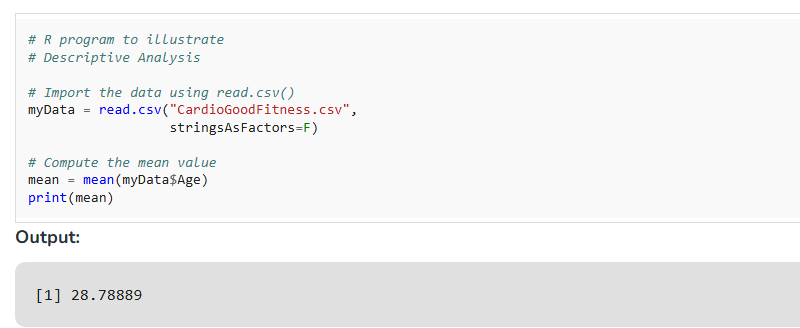 # R program to illustrate
# Descriptive Analysis
# Import the data using read.csv()
myData = read.csv("CardioGoodFitness.csv",
stringsAsFactors=F)
# Compute the mean value
mean = mean(myData$Age)
print(mean)
Output:
[1] 28.78889